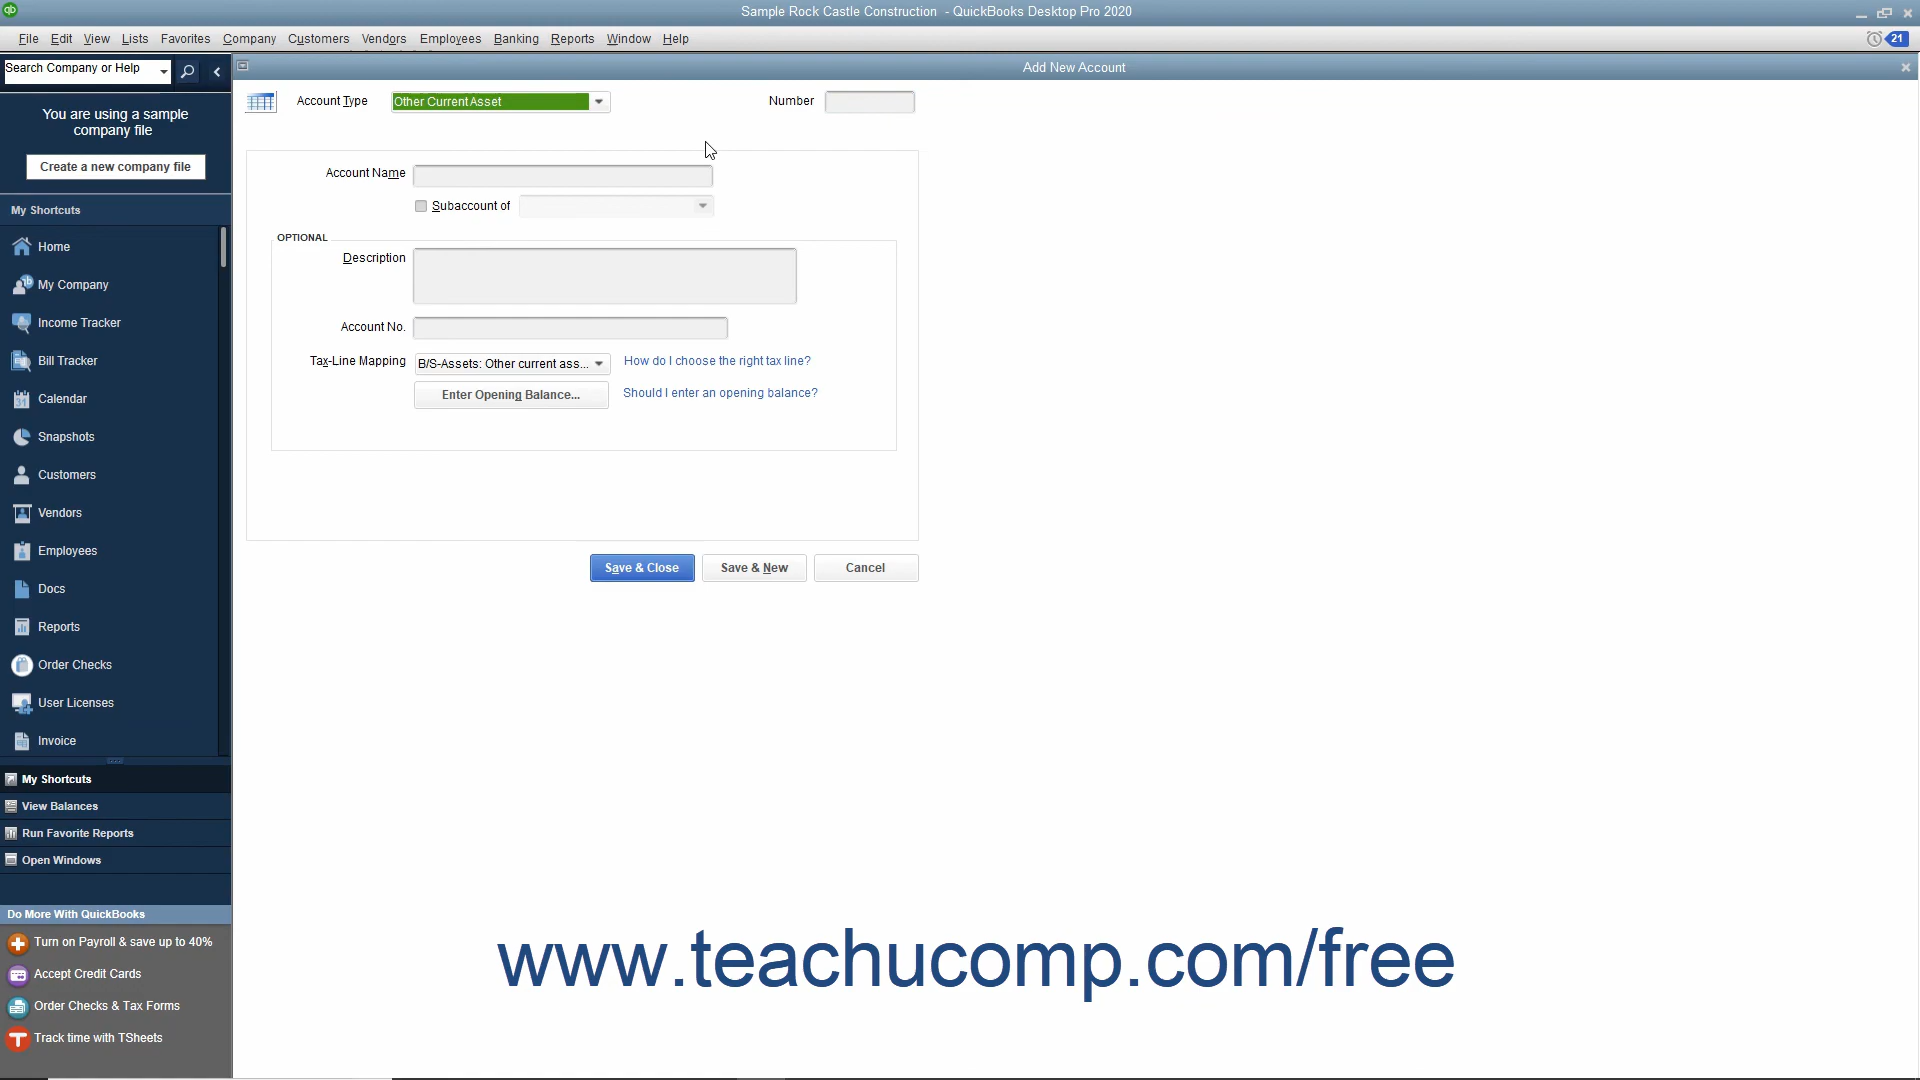 Sample Rock Castle Construction - QuickBooks Desktop Pro 2020
File Edit View Lists Favorites Company Customers Vendors Employees Banking Reports Window Help
21
Search Company or Help
Add New Account
You are using a sample
company file
Create a new company file
My Shortcuts
Home
My Company
Income Tracker
Bill Tracker
Calendar
Snapshots
Customers
Vendors
Employees
Docs
Reports
Order Checks
User Licenses
Invoice
My Shortcuts
View Balances
Run Favorite Reports
Open Windows
Do More With QuickBooks
Turn on Payroll & save up to 40%
Accept Credit Cards
Order Checks & Tax Forms
Track time with TSheets
Account Type Other Current Asset Number
Account Name
Subaccount of
OPTIONAL
Description
Account No.
Tax-Line Mapping B/S-Assets: Other current ass... How do I choose the right tax line?
Enter Opening Balance... Should I enter an opening balance?
Save & Close Save & New Cancel
www.teachucomp.com/free